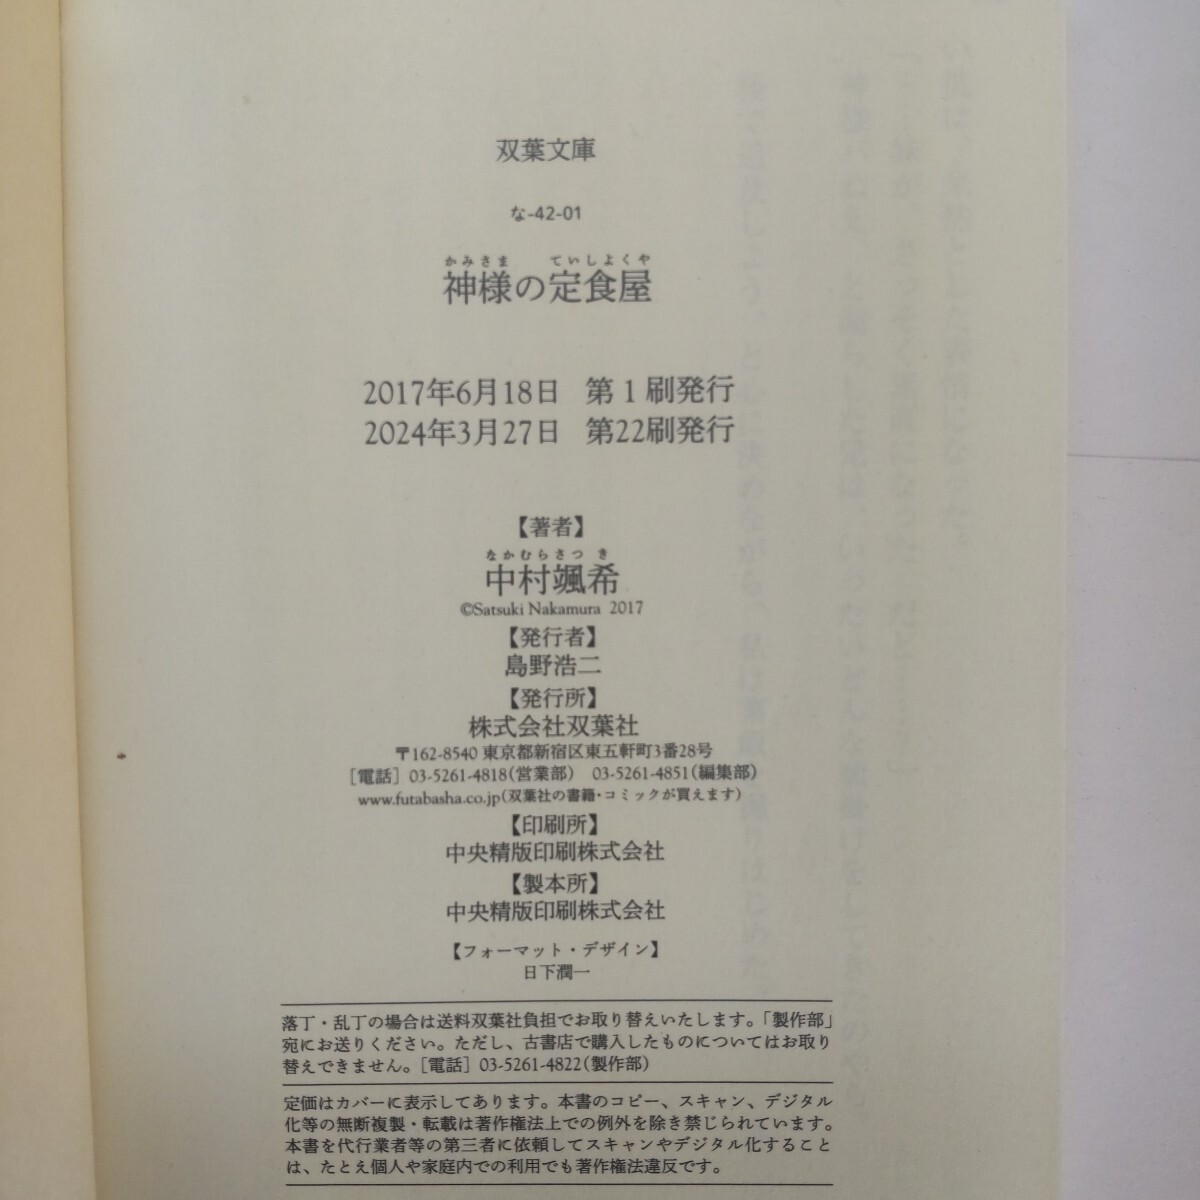 双葉文庫
な-42-01
かみさま ていしよくや
神様の定食屋
2017年6月18日 第1刷発行
2024年3月27日 第22刷発行
【著者】
なかむらさつき
中村颯希
©Satsuki Nakamura 2017
【発行者】
島野浩二
【発行所】
株式会社双葉社
〒162-8540 東京都新宿区東五軒町3番28号
[電話] 03-5261-4818(営業部) 03-5261-4851(編集部)
www.futabasha.co.jp(双葉社の書籍・コミックが買えます)
【印刷所】
中央精版印刷株式会社
【製本所】
中央精版印刷株式会社
【フォーマット・デザイン】
日下潤一
落丁・乱丁の場合は送料双葉社負担でお取り替えいたします。「製作部」
宛にお送りください。ただし、古書店で購入したものについてはお取り
替えできません。[電話] 03-5261-4822(製作部)
定価はカバーに表示してあります。本書のコピー、スキャン、デジタル
化等の無断複製・転載は著作権法上での例外を除き禁じられています。
本書を代行業者等の第三者に依頼してスキャンやデジタル化すること
は、たとえ個人や家庭内での利用でも著作権法違反です。